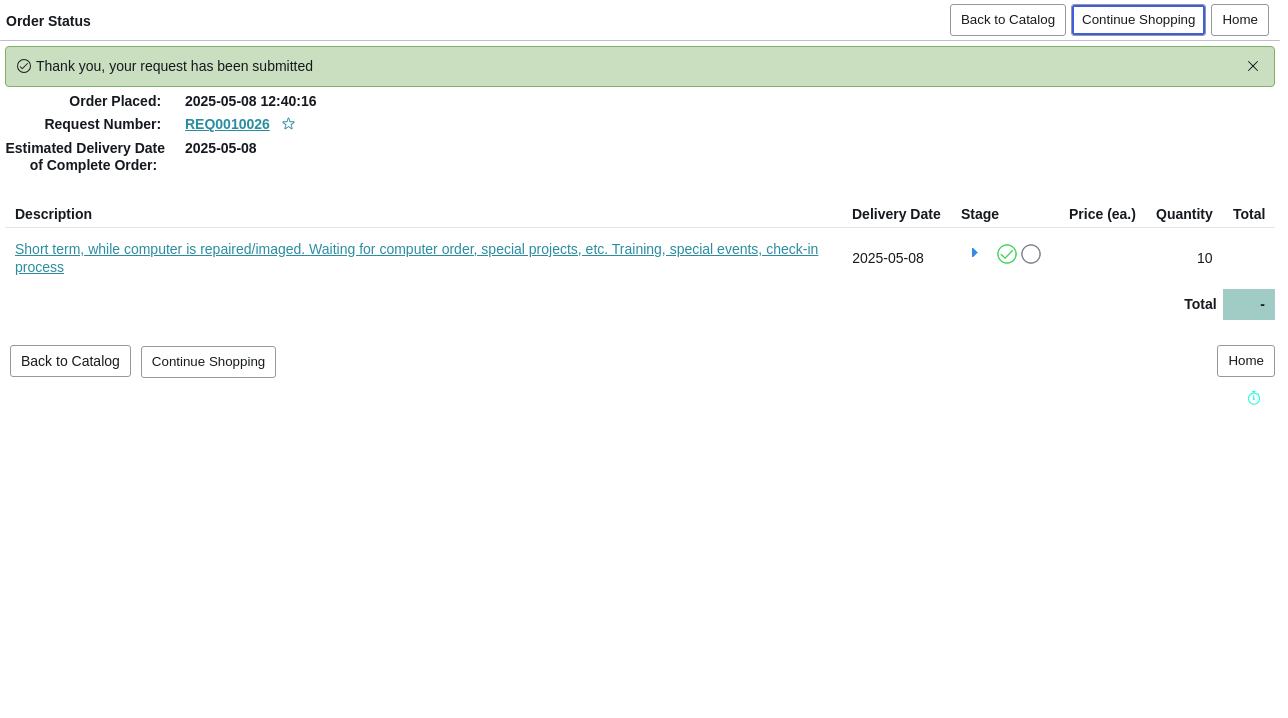 Order Status
Back to Catalog
Continue Shopping
Home
Thank you, your request has been submitted
Order Placed: 2025-05-08 12:40:16
Request Number: REQ0010026
Estimated Delivery Date 2025-05-08
of Complete Order:
Description Delivery Date Stage Price (ea.) Quantity Total
Short term, while computer is repaired/imaged. Waiting for computer order, special projects, etc. Training, special events, check-in
process
2025-05-08 10
Total -
Back to Catalog
Continue Shopping
Home